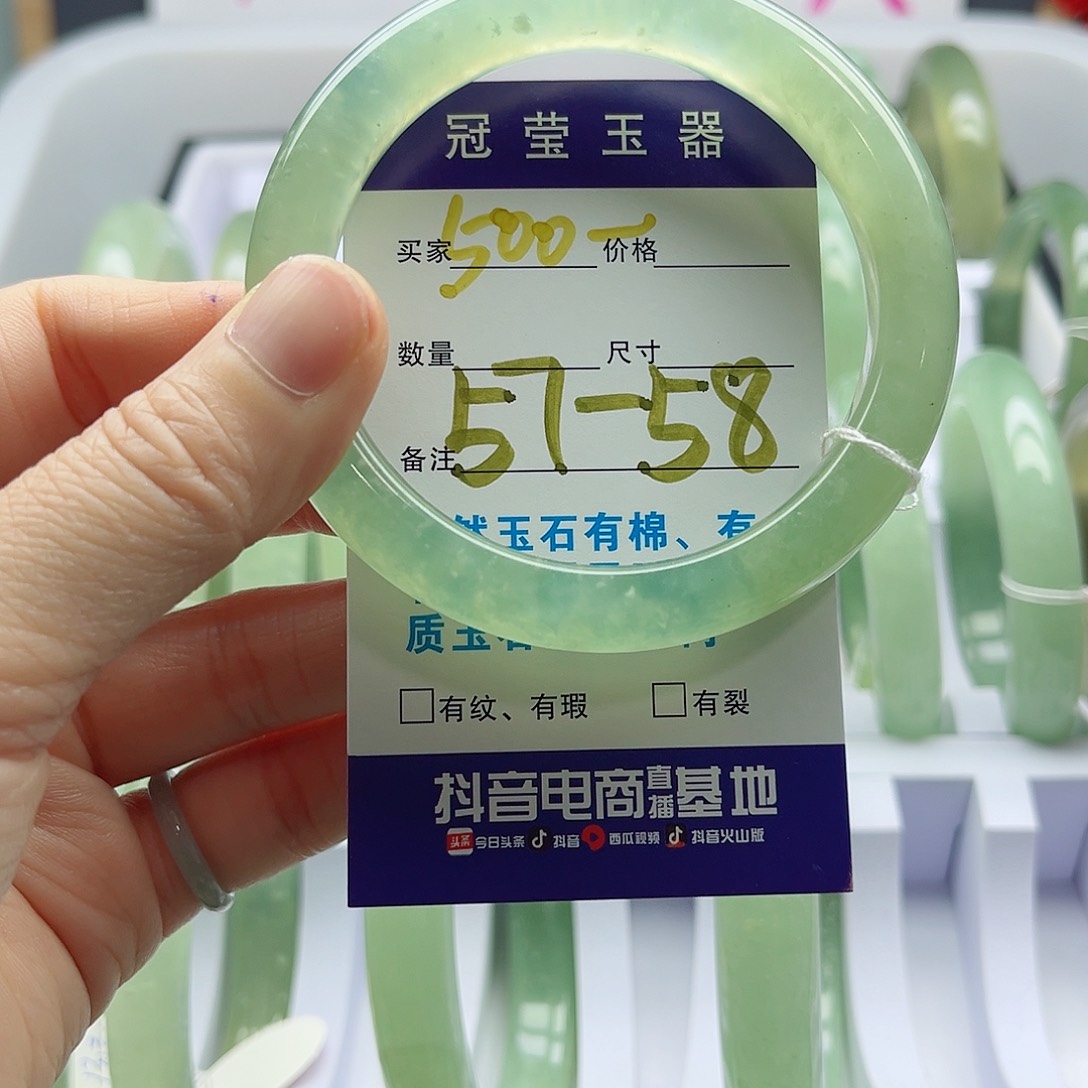 冠莹玉器
买家 500- 价格
数量 尺寸
57-58
备注
玉石有棉、有
质玉
有纹、有瑕 有裂
抖音电商直播基地
头条 今日头条 抖音 西瓜视频 抖音火山版